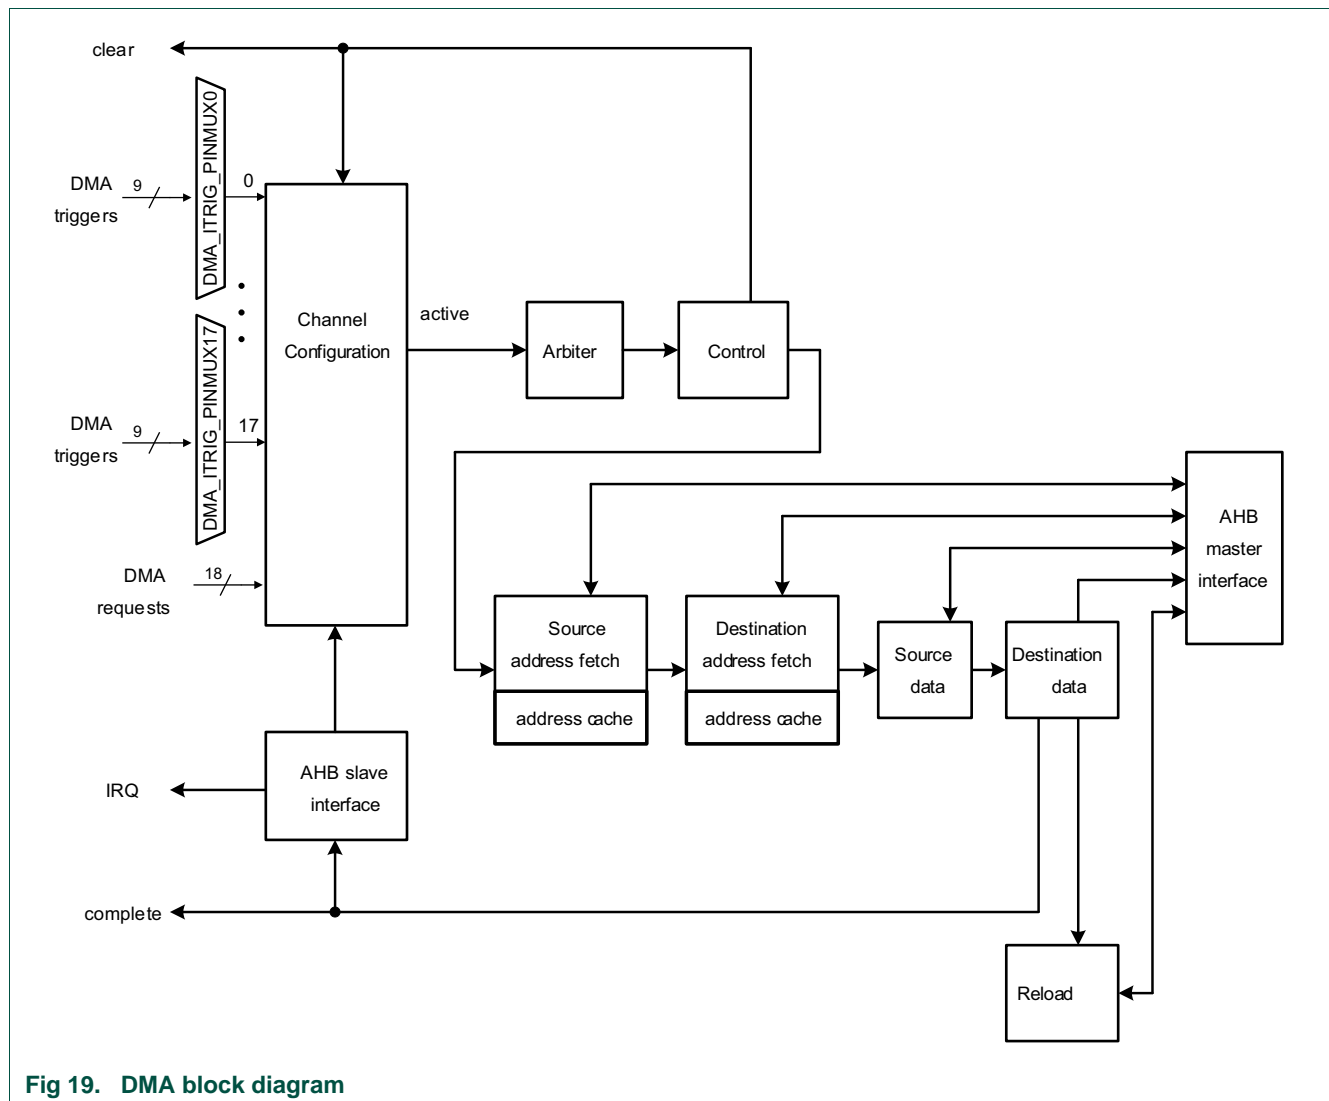 clear
DMA_ITRIG_PINMUX0
DMA
triggers
9
0
Channel
Configuration
active
Arbiter
Control
DMA_ITRIG_PINMUX17
DMA
triggers
9
17
DMA
requests
18
AHB
master
interface
Source
address fetch
address cache
Destination
address fetch
address cache
Source
data
Destination
data
AHB slave
interface
IRQ
complete
Reload
Fig 19. DMA block diagram